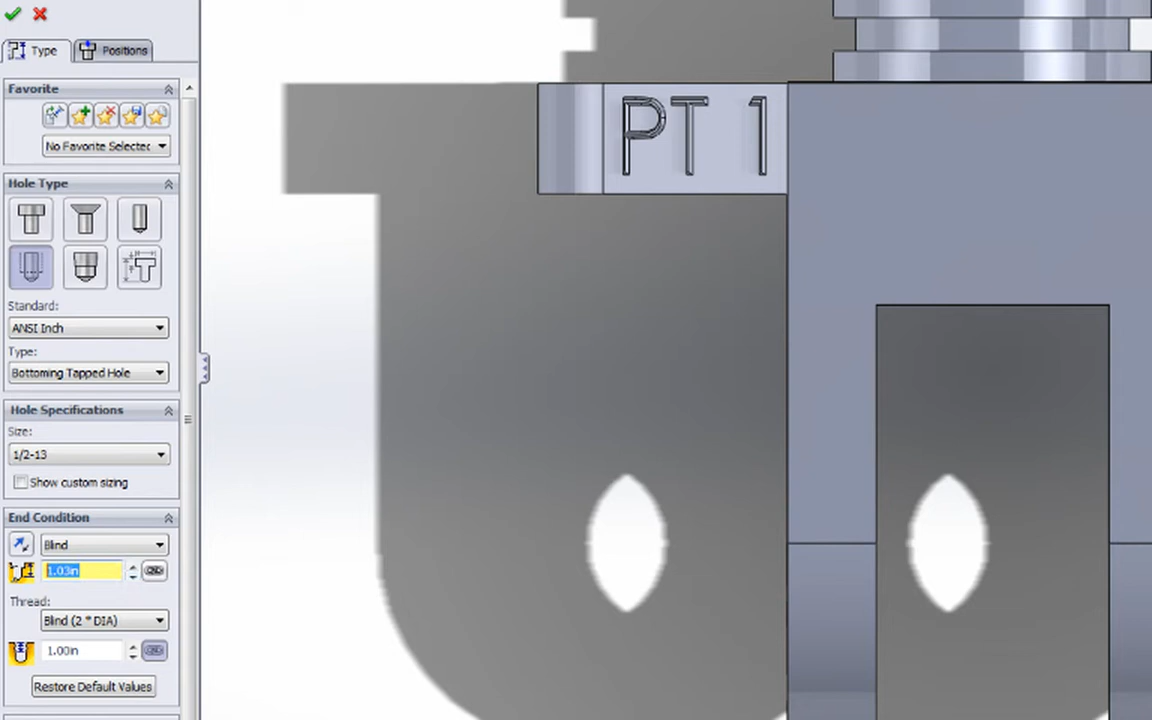 Type
Positions
Favorite
No Favorite Selectec
Hole Type
Standard:
ANSI Inch
Type:
Bottoming Tapped Hole
Hole Specifications
Size:
1/2-13
Show custom sizing
End Condition
Blind
1.03in
Thread:
Blind (2 * DIA)
1.00in
Restore Default Values
PT 1